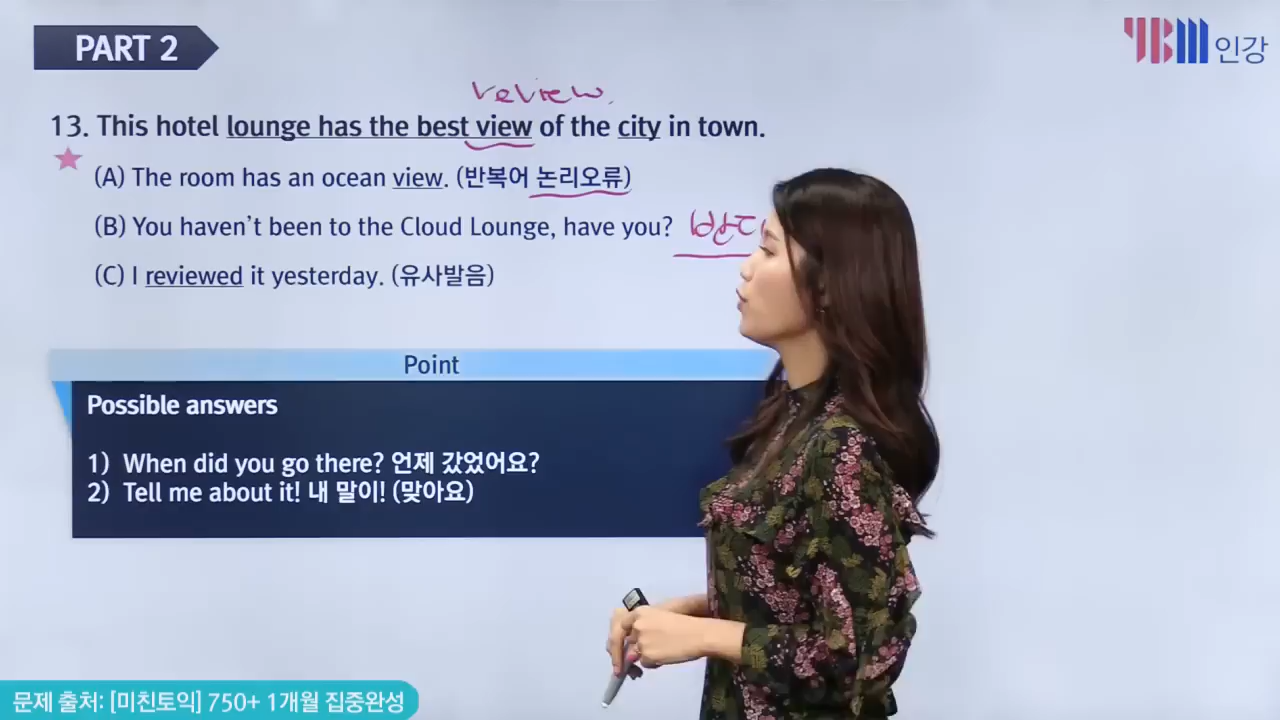 PART 2
YBM 인강
review.
13. This hotel lounge has the best view of the city in town.
(A) The room has an ocean view. (반복어 논리오류)
(B) You haven't been to the Cloud Lounge, have you?
(C) I reviewed it yesterday. (유사발음)
Point
Possible answers
1) When did you go there? 언제 갔었어요?
2) Tell me about it! 내 말이! (맞아요)
문제 출처: [미친토익] 750+ 1개월 집중완성